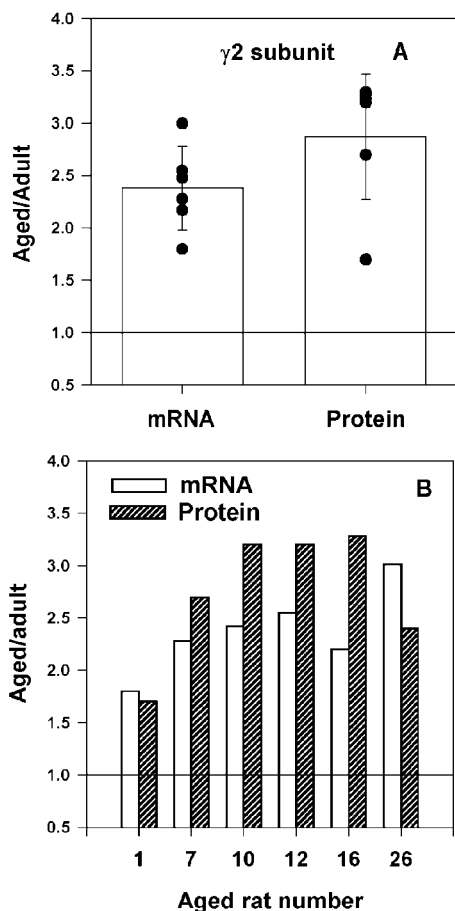 4.0
γ2 subunit A
3.5
3.0
2.5
2.0
1.5
1.0
0.5
Aged/Adult
mRNA Protein
4.0
mRNA B
Protein
3.5
3.0
2.5
2.0
1.5
1.0
0.5
Aged/adult
1 7 10 12 16 26
Aged rat number